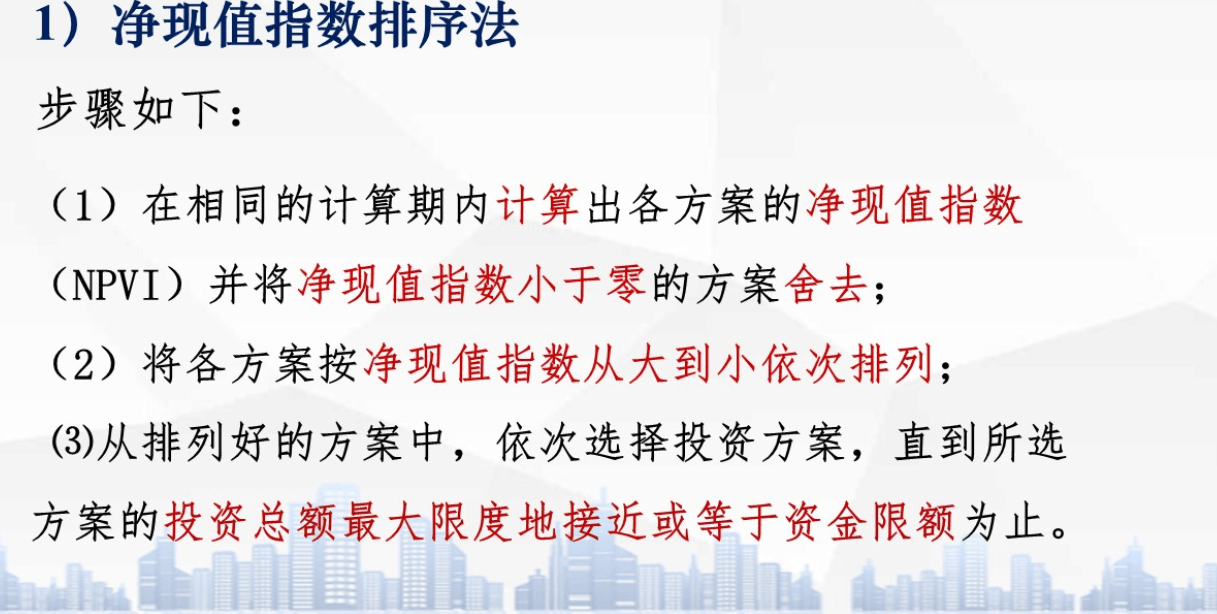 1）净现值指数排序法
步骤如下：
（1）在相同的计算期内计算出各方案的净现值指数
（NPVI）并将净现值指数小于零的方案舍去；
（2）将各方案按净现值指数从大到小依次排列；
⑶从排列好的方案中，依次选择投资方案，直到所选
方案的投资总额最大限度地接近或等于资金限额为止。